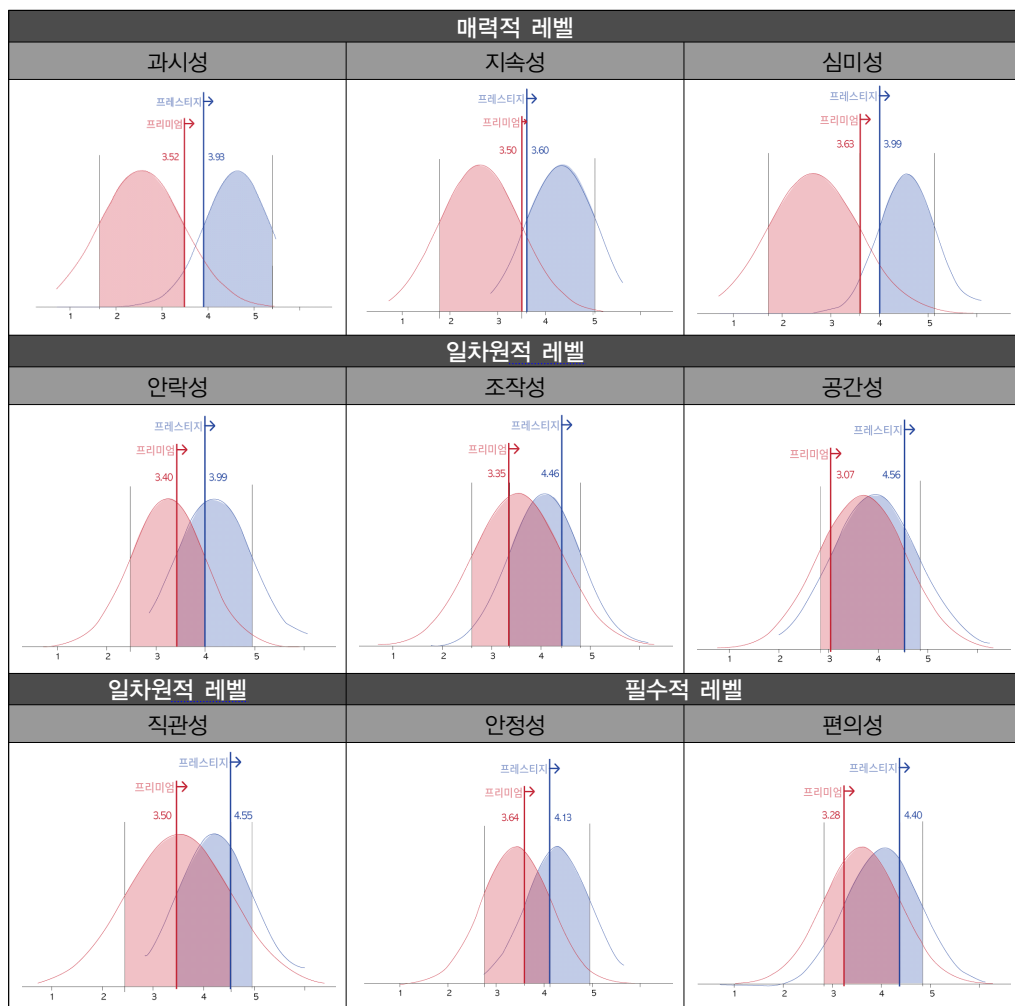 매력적 레벨
과시성 지속성 심미성
프레스티지 프레스티지 프레스티지
프리미엄 프리미엄 프리미엄
3.52 3.93 3.50 3.60 3.63 3.99
1 2 3 4 5 1 2 3 4 5 1 2 3 4 5
일차원적 레벨
안락성 조작성 공간성
프레스티지 프레스티지 프레스티지
프리미엄 프리미엄 프리미엄
3.40 3.99 3.35 4.46 3.07 4.56
1 2 3 4 5 1 2 3 4 5 1 2 3 4 5
일차원적 레벨 필수적 레벨
직관성 안정성 편의성
프레스티지 프레스티지 프레스티지
프리미엄 프리미엄 프리미엄
3.50 4.55 3.64 4.13 3.28 4.40
1 2 3 4 5 1 2 3 4 5 1 2 3 4 5